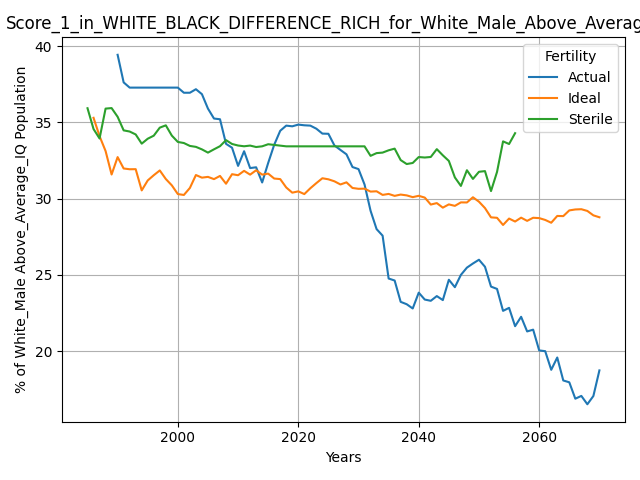 Score_1_in_WHITE_BLACK_DIFFERENCE_RICH_for_White_Male_Above_Averag
% of White_Male Above_Average_IQ Population
40
35
30
25
20
Fertility
Actual
Ideal
Sterile
2000
2020
2040
2060
Years